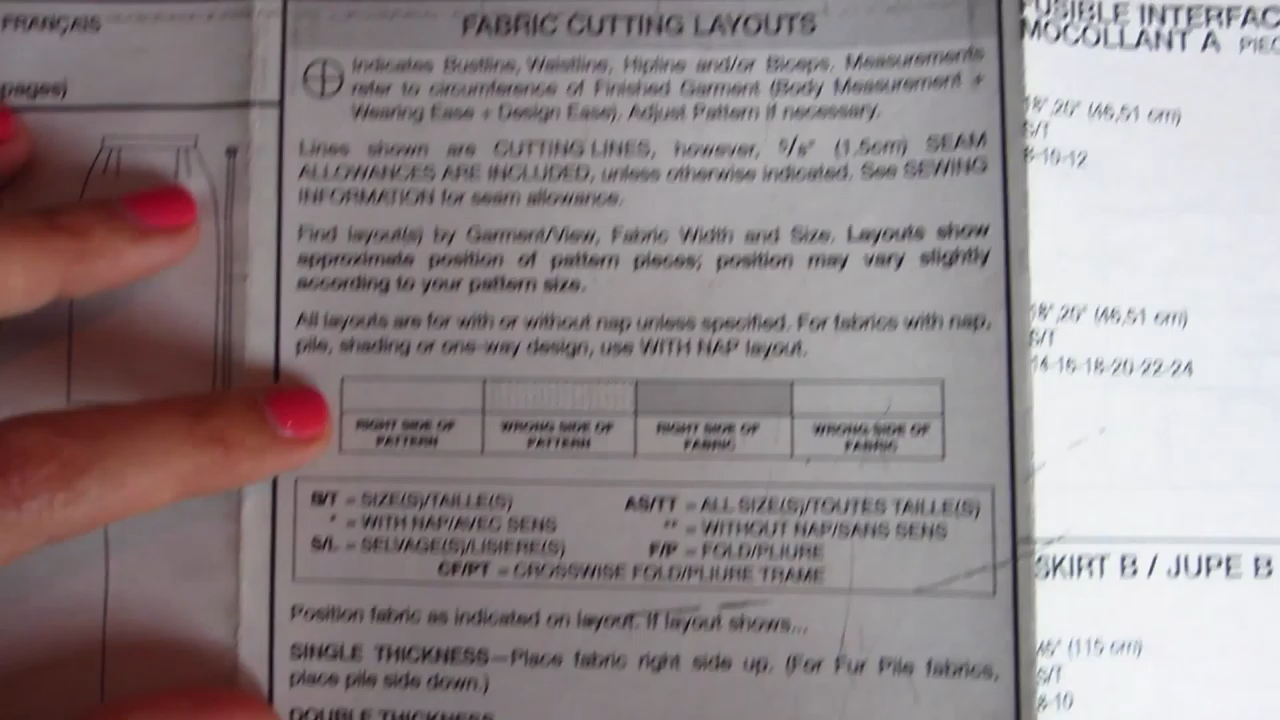 FRANÇAIS
pages)
FABRIC CUTTING LAYOUTS
Indicates Bustline, Waistline, Hipline and/or Biceps. Measurements
refer to circumference of Finished Garment (Body Measurement +
Wearing Ease + Design Ease). Adjust Pattern if necessary.
Lines shown are CUTTING LINES, however, 5/8" (1.5cm) SEAM
ALLOWANCES ARE INCLUDED, unless otherwise indicated. See SEWING
INFORMATION for seam allowance.
Find layout(s) by Garment/View, Fabric Width and Size. Layouts show
approximate position of pattern pieces; position may vary slightly
according to your pattern size.
All layouts are for with or without nap unless specified. For fabrics with nap,
pile, shading or one-way design, use WITH NAP layout.
RIGHT SIDE OF PATTERN
WRONG SIDE OF PATTERN
RIGHT SIDE OF FABRIC
WRONG SIDE OF FABRIC
S/T = SIZE(S)/TAILLE(S)
AS/TT = ALL SIZE(S)/TOUTES TAILLE(S)
* = WITH NAP/AVEC SENS
** = WITHOUT NAP/SANS SENS
S/L = SELVAGE(S)/LISIERE(S)
F/P = FOLD/PLIURE
CF/PT = CROSSWISE FOLD/PLIURE TRAME
Position fabric as indicated on layout. If layout shows...
SINGLE THICKNESS—Place fabric right side up. (For Fur Pile fabrics,
place pile side down.)
DOUBLE THICKNESS
FUSIBLE INTERFAC
MOCOLLANT A PIEC
18",20" (46,51 cm)
S/T
8-10-12
18",20" (46,51 cm)
S/T
14-16-18-20-22-24
SKIRT B / JUPE B
45" (115 cm)
S/T
8-10